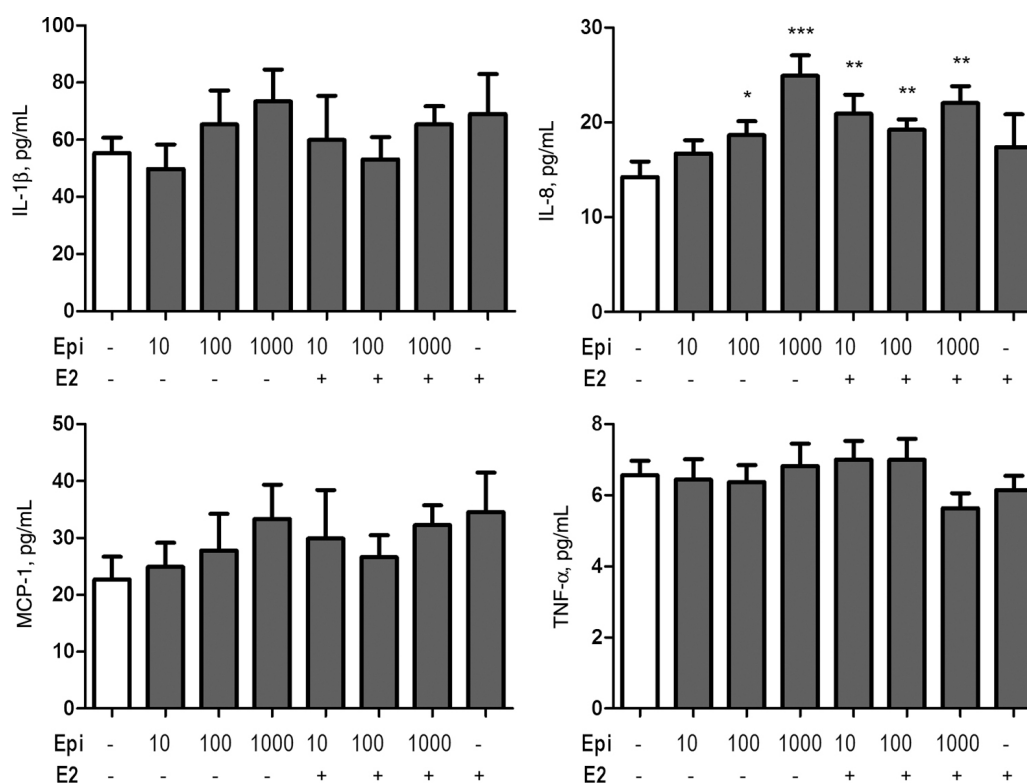 IL-1β, pg/mL
100
80
60
40
20
0
Epi - 10 100 1000 10 100 1000 -
E2 - - - - + + + +
IL-8, pg/mL
30
20
10
0
* *** ** ** **
Epi - 10 100 1000 10 100 1000 -
E2 - - - - + + + +
MCP-1, pg/mL
50
40
30
20
10
0
Epi - 10 100 1000 10 100 1000 -
E2 - - - - + + + +
TNF-α, pg/mL
8
6
4
2
0
Epi - 10 100 1000 10 100 1000 -
E2 - - - - + + + +